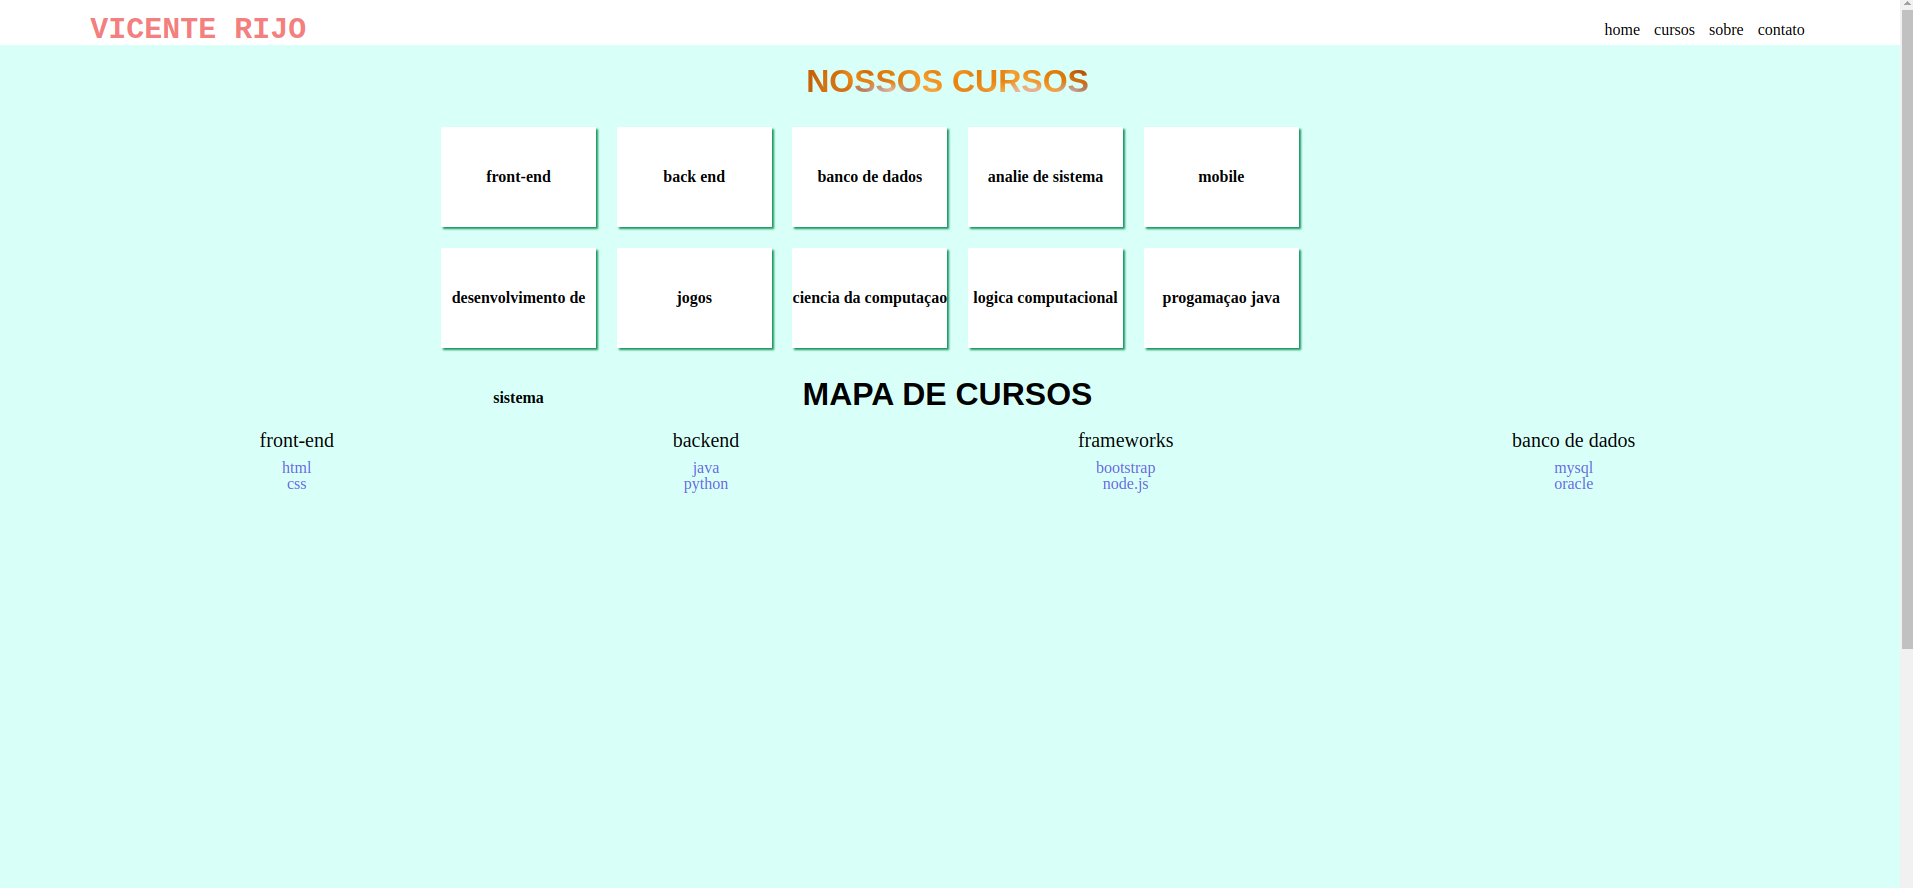 VICENTE RIJO
home cursos sobre contato
NOSSOS CURSOS
front-end
back end
banco de dados
analie de sistema
mobile
desenvolvimento de
jogos
ciencia da computaçao
logica computacional
progamaçao java
sistema
MAPA DE CURSOS
front-end
html
css
backend
java
python
frameworks
bootstrap
node.js
banco de dados
mysql
oracle